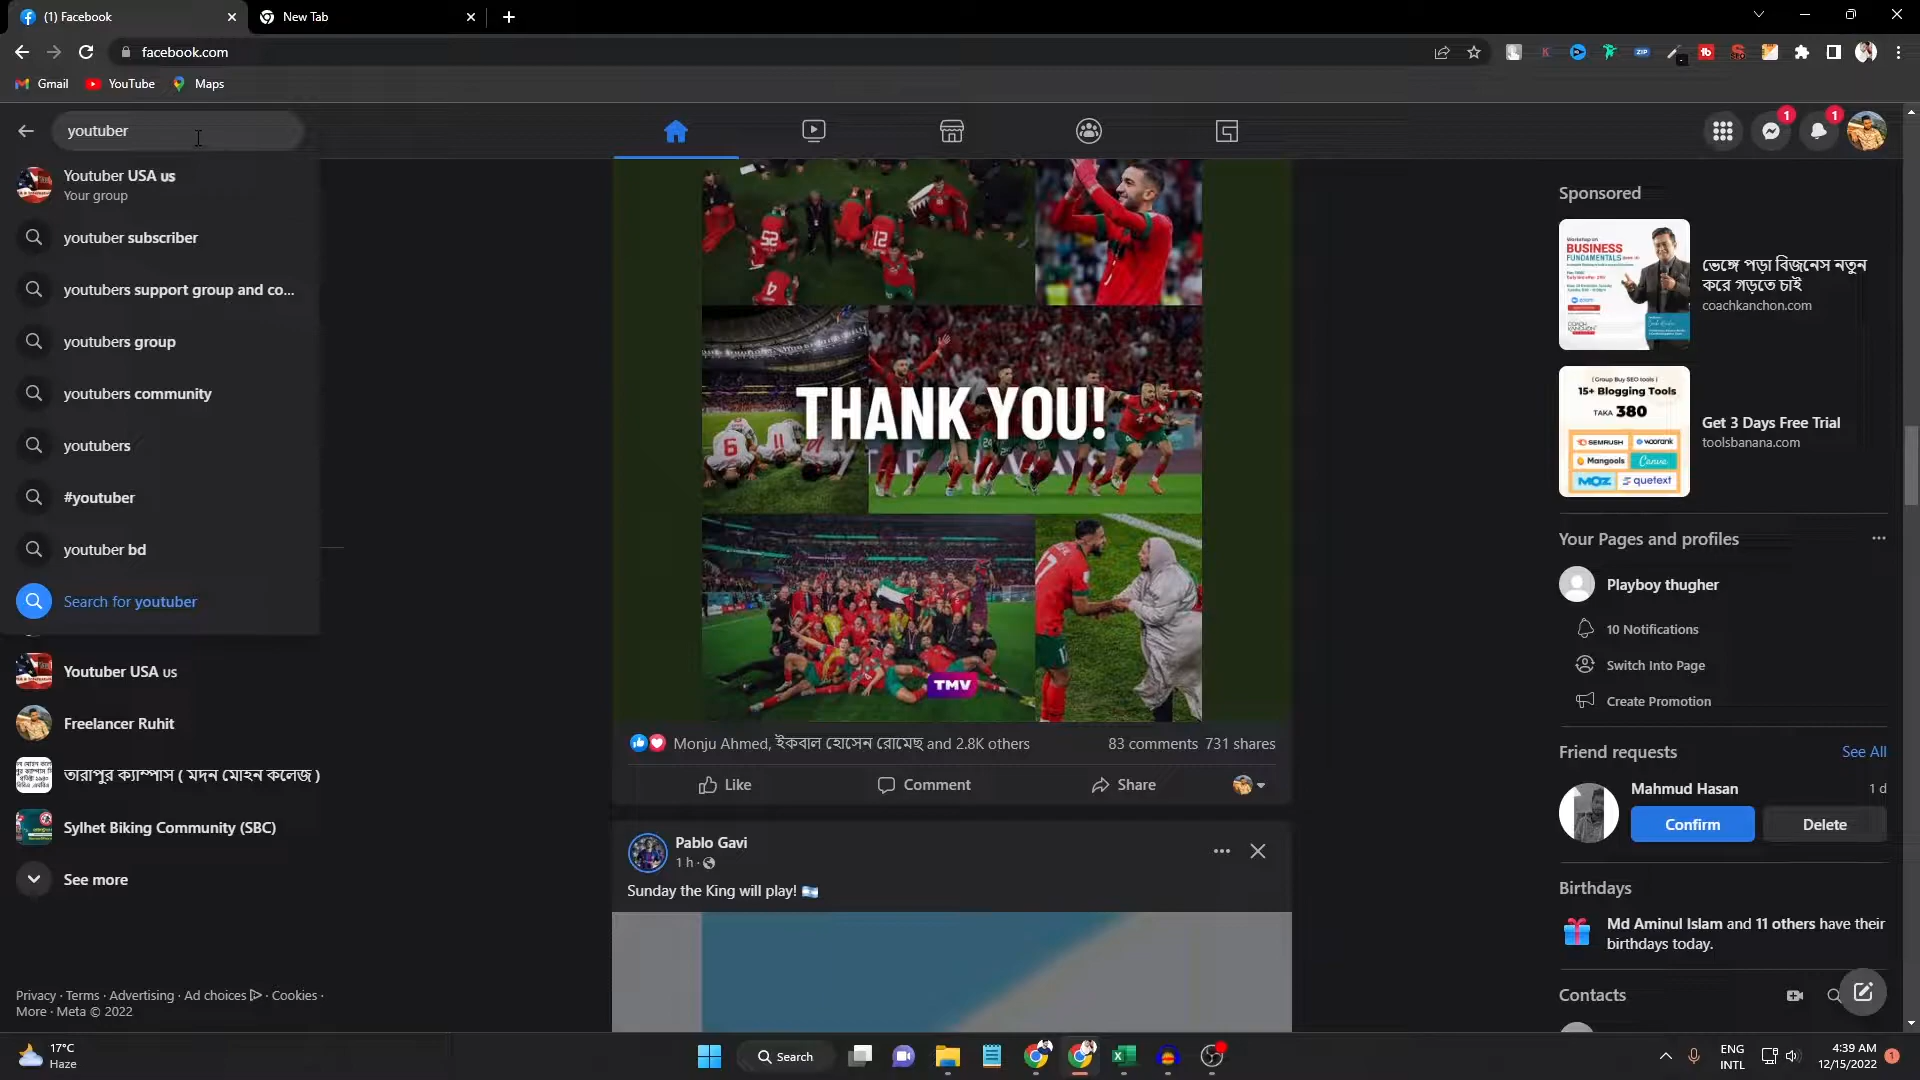 (1) Facebook
New Tab
facebook.com
Gmail
YouTube
Maps
youtuber
Youtuber USA us
Your group
youtuber subscriber
youtubers support group and co...
youtubers group
youtubers community
youtubers
#youtuber
youtuber bd
Search for youtuber
Youtuber USA us
Freelancer Ruhit
তারাপুর ক্যাম্পাস ( মদন মোহন কলেজ )
Sylhet Biking Community (SBC)
See more
Privacy · Terms · Advertising · Ad choices · Cookies ·
More · Meta © 2022
THANK YOU!
TMV
Monju Ahmed, ইকবাল হোসেন রোমেছ and 2.8K others
83 comments 731 shares
Like
Comment
Share
Pablo Gavi
1 h ·
Sunday the King will play!
1
1
Sponsored
BUSINESS
FUNDAMENTALS
ভেঙ্গে পড়া বিজনেস নতুন
করে গড়তে চাই
coachkanchon.com
(Group Buy SEO tools)
15+ Blogging Tools
TAKA 380
SEMRUSH
woorank
Mangools
Canva
MOZ
quetext
Get 3 Days Free Trial
toolsbanana.com
Your Pages and profiles
Playboy thugher
10 Notifications
Switch Into Page
Create Promotion
Friend requests
See All
Mahmud Hasan
1 d
Confirm
Delete
Birthdays
Md Aminul Islam and 11 others have their
birthdays today.
Contacts
17°C
Haze
Search
ENG
INTL
4:39 AM
12/15/2022
1